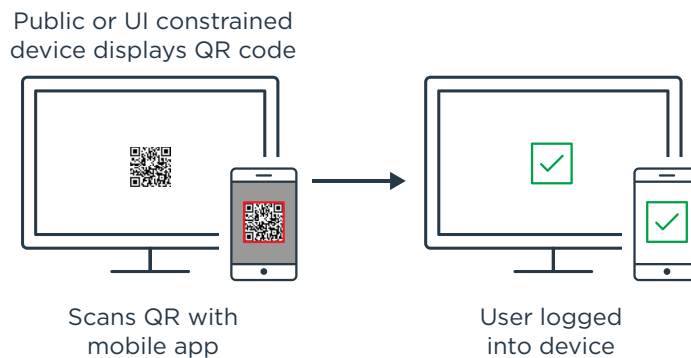 Public or UI constrained
device displays QR code
Scans QR with
mobile app
User logged
into device